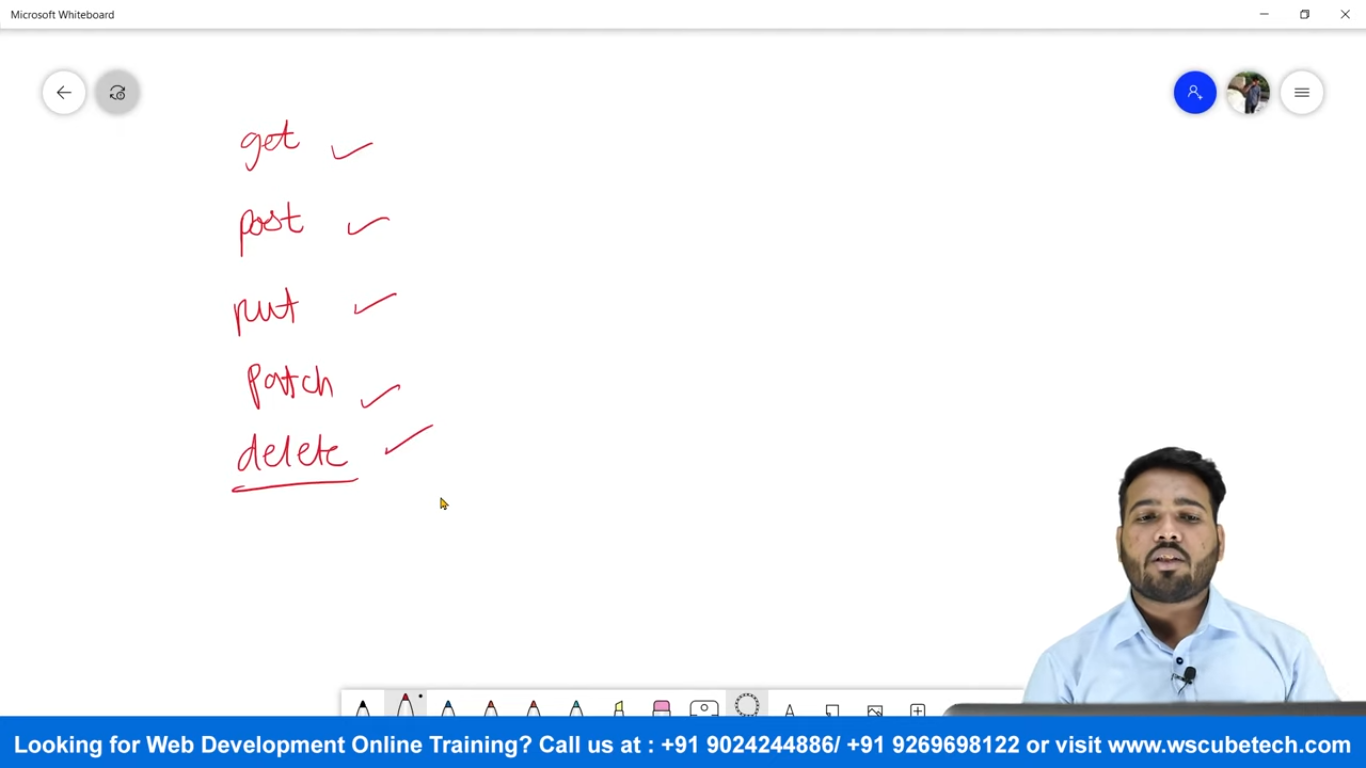 Microsoft Whiteboard
get
post
put
patch
delete
Looking for Web Development Online Training? Call us at : +91 9024244886/ +91 9269698122 or visit www.wscubetech.com